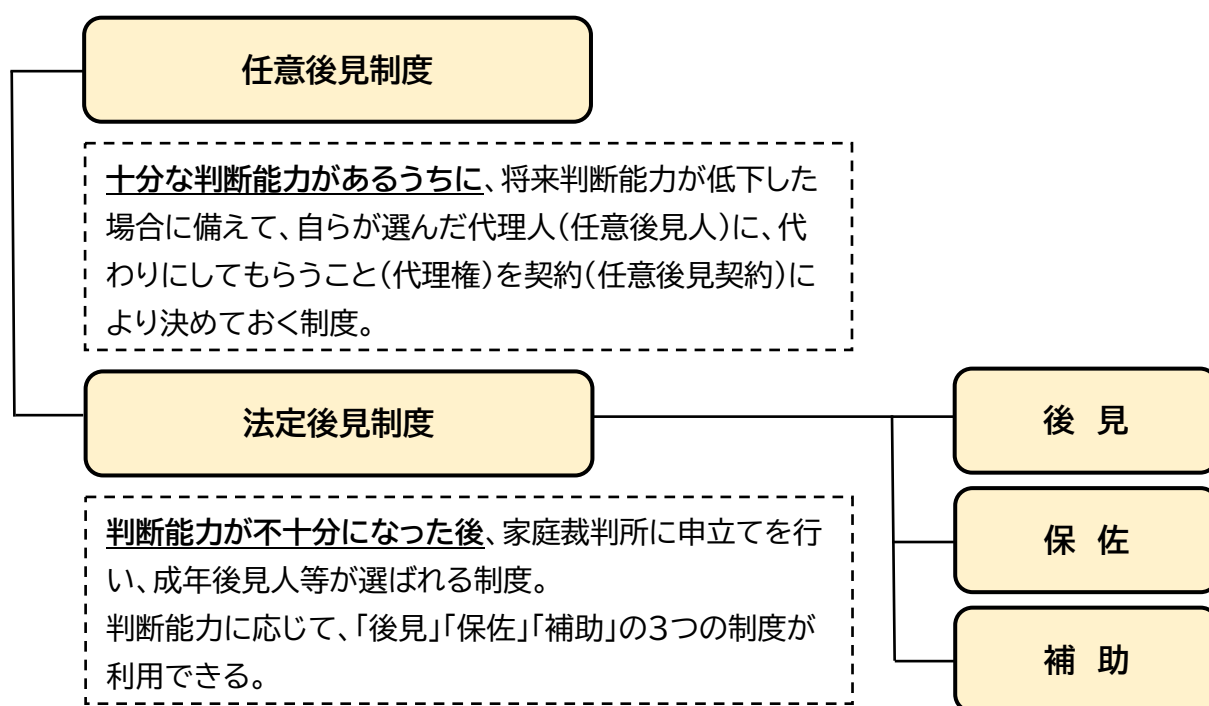 任意後見制度
十分な判断能力があるうちに、将来判断能力が低下した
場合に備えて、自らが選んだ代理人(任意後見人)に、代
わりにしてもらうこと(代理権)を契約(任意後見契約)に
より決めておく制度。
法定後見制度
後 見
判断能力が不十分になった後、家庭裁判所に申立てを行
い、成年後見人等が選ばれる制度。
判断能力に応じて、「後見」「保佐」「補助」の3つの制度が
利用できる。
保 佐
補 助